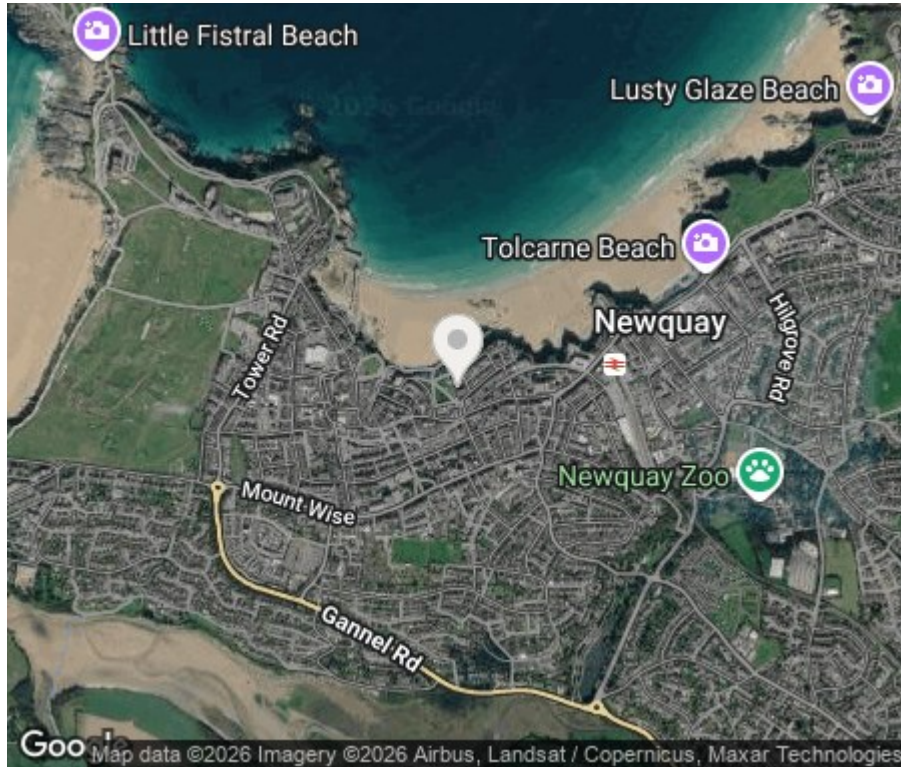 Little Fistral Beach
Lusty Glaze Beach
Tolcarne Beach
Newquay
Hilgrove Rd
Tower Rd
Newquay Zoo
Mount Wise
Gannel Rd
Map data ©2026 Imagery ©2026 Airbus, Landsat / Copernicus, Maxar Technologies